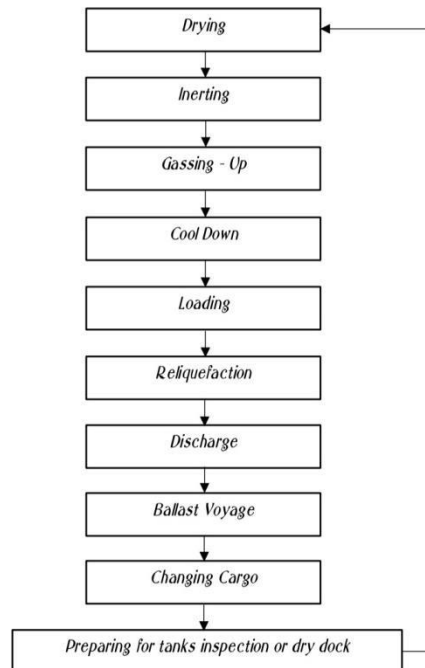 Drying
Inerting
Gassing - Up
Cool Down
Loading
Reliquefaction
Discharge
Ballast Voyage
Changing Cargo
Preparing for tanks inspection or dry dock